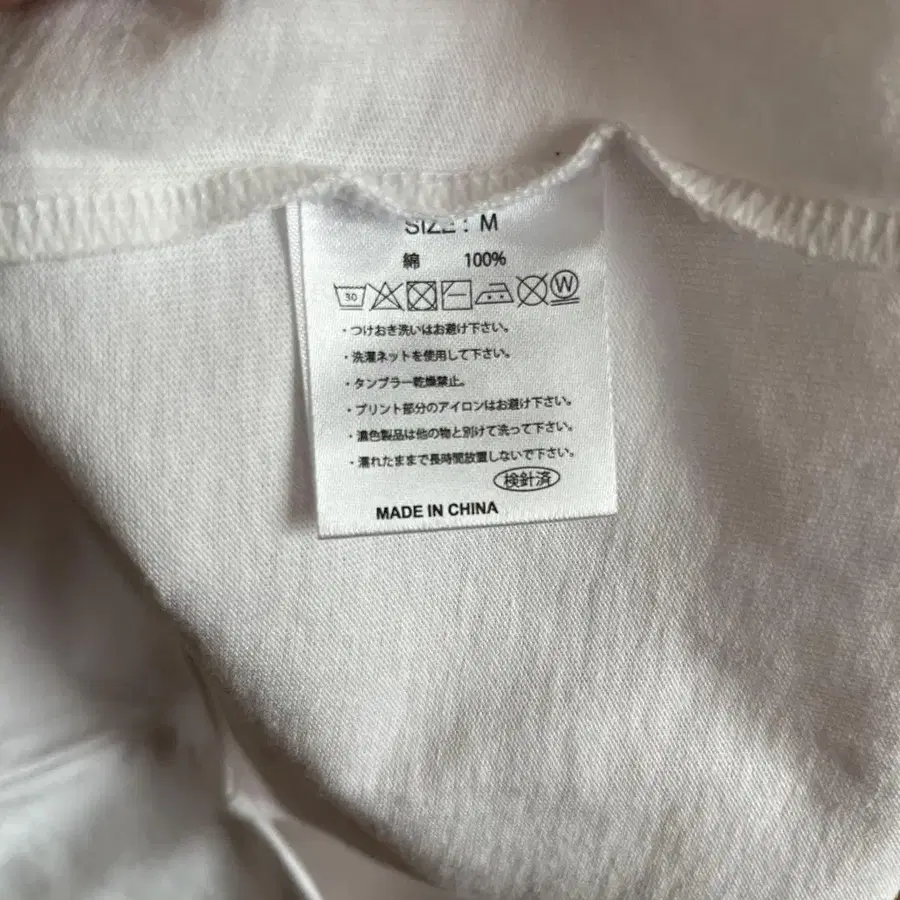 SIZE : M
綿 100%
30 W
・つけおき洗いはお避け下さい。
・洗濯ネットを使用して下さい。
・タンブラー乾燥禁止。
・プリント部分のアイロンはお避け下さい。
・濃色製品は他の物と別けて洗って下さい。
・濡れたままで長時間放置しないで下さい。
検針済
MADE IN CHINA